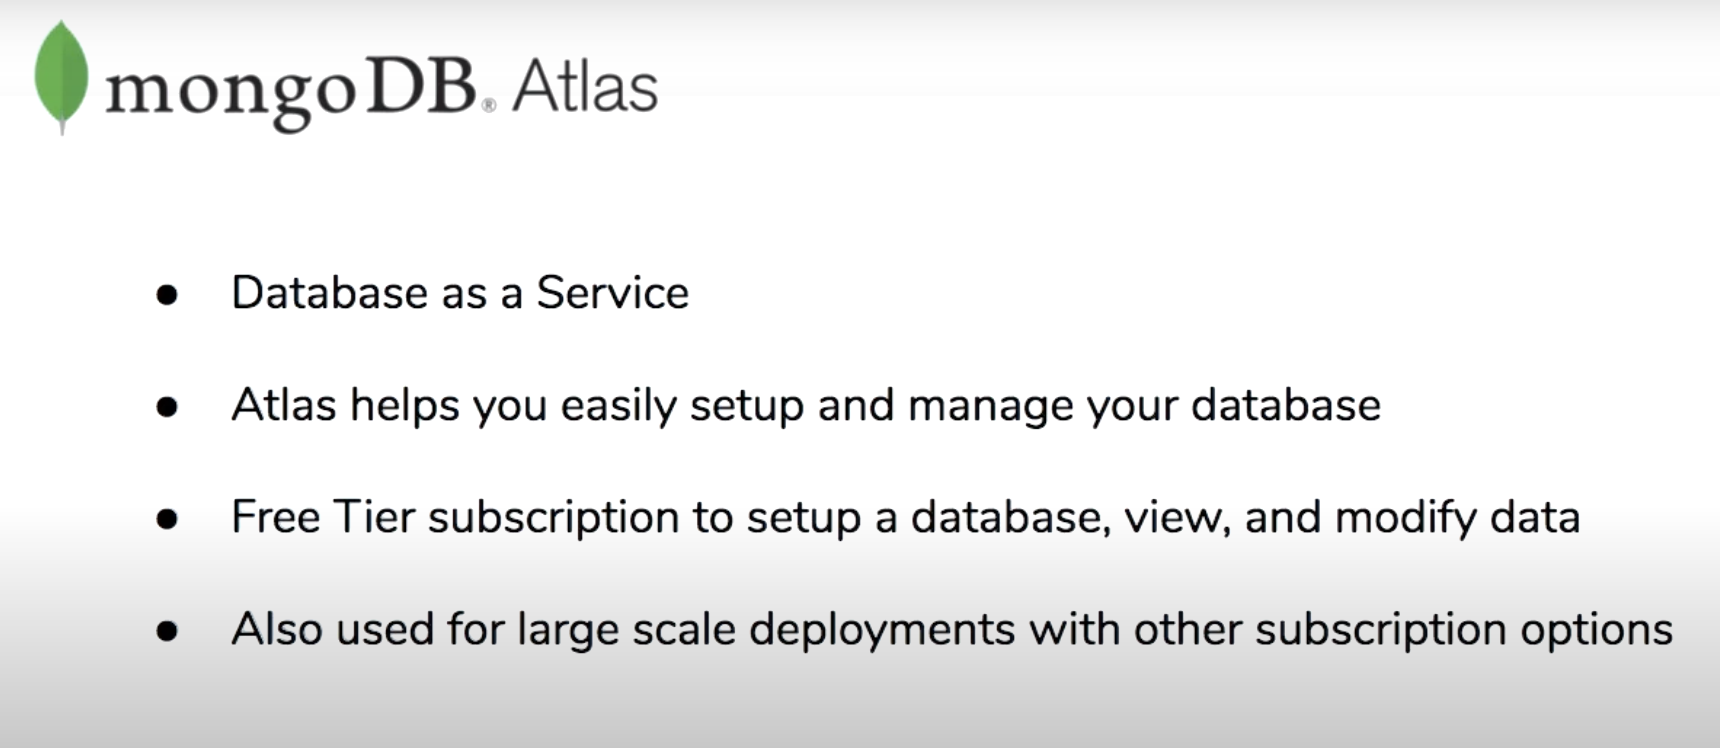 mongoDB® Atlas
● Database as a Service
● Atlas helps you easily setup and manage your database
● Free Tier subscription to setup a database, view, and modify data
● Also used for large scale deployments with other subscription options